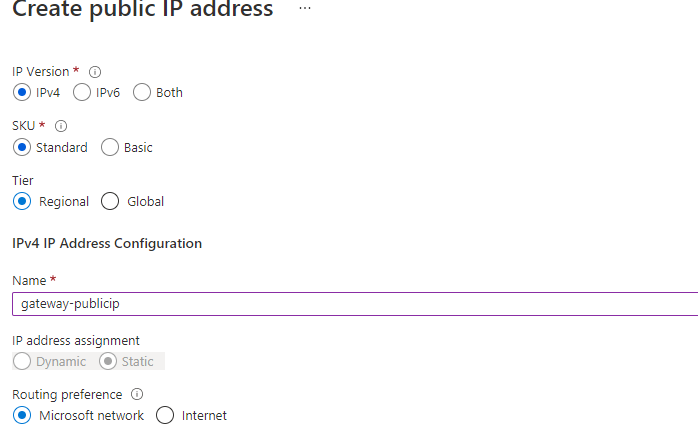 Create public IP address ...
IP Version *
IPv4 IPv6 Both
SKU *
Standard Basic
Tier
Regional Global
IPv4 IP Address Configuration
Name *
gateway-publicip
IP address assignment
Dynamic Static
Routing preference
Microsoft network Internet